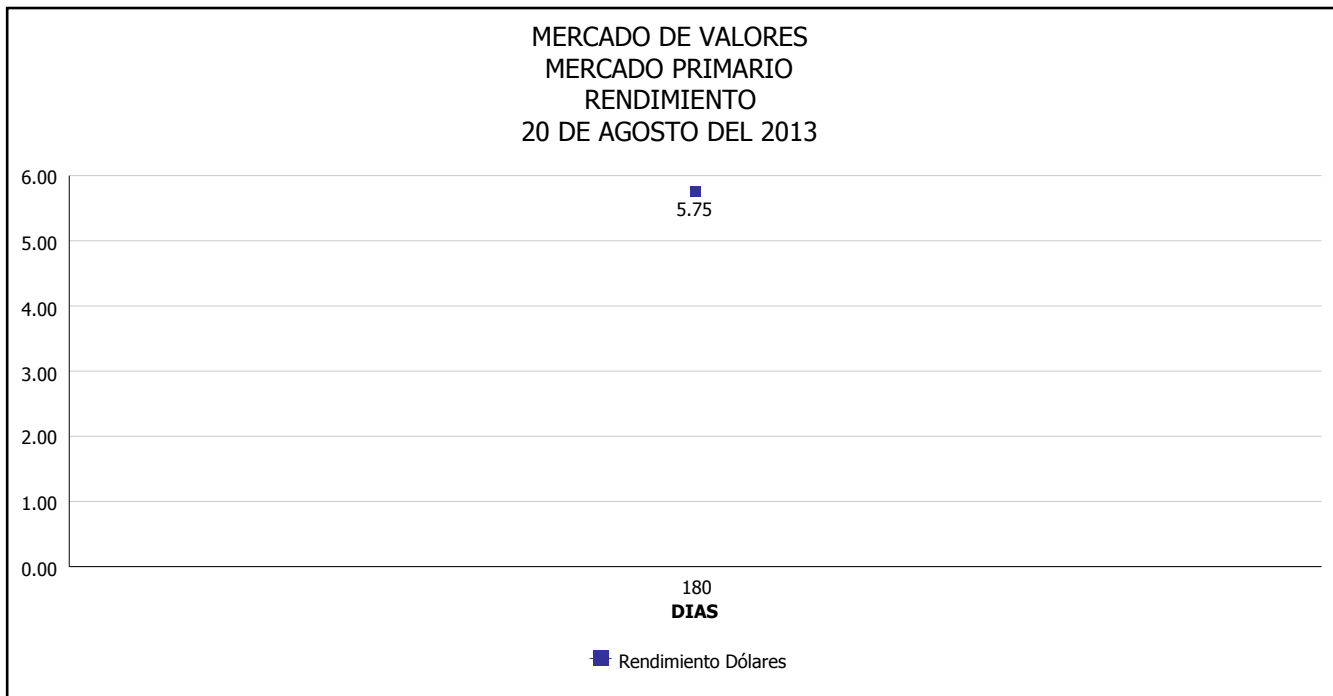 MERCADO DE VALORES
MERCADO PRIMARIO
RENDIMIENTO
20 DE AGOSTO DEL 2013
6.00
5.75
5.00
4.00
3.00
2.00
1.00
0.00
180
DIAS
Rendimiento Dólares